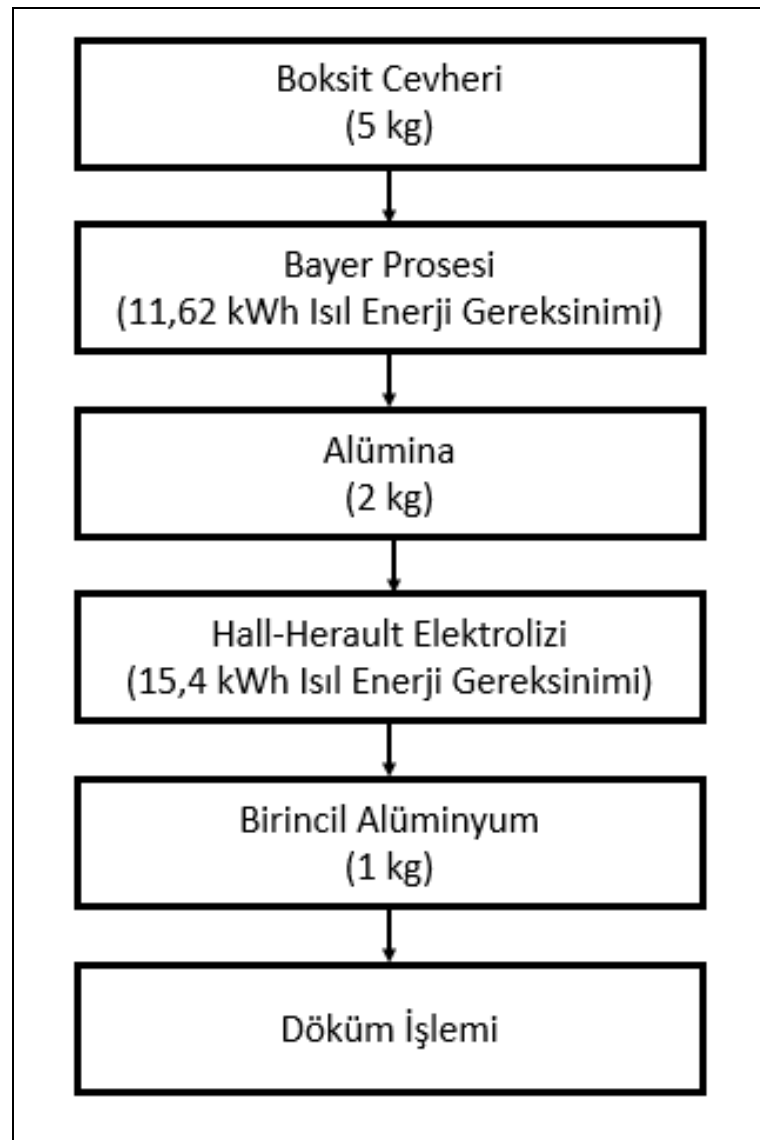 Boksit Cevheri
(5 kg)
Bayer Prosesi
(11,62 kWh Isıl Enerji Gereksinimi)
Alümina
(2 kg)
Hall-Herault Elektrolizi
(15,4 kWh Isıl Enerji Gereksinimi)
Birincil Alüminyum
(1 kg)
Döküm İşlemi